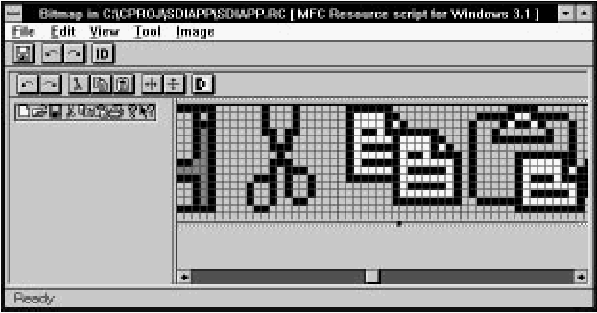 Bitmap in C:\CPROJ\SDIAPP\SDIAPP.RC [ MFC Resource script for Windows 3.1 ]
File Edit View Tool Image
ID
Ready